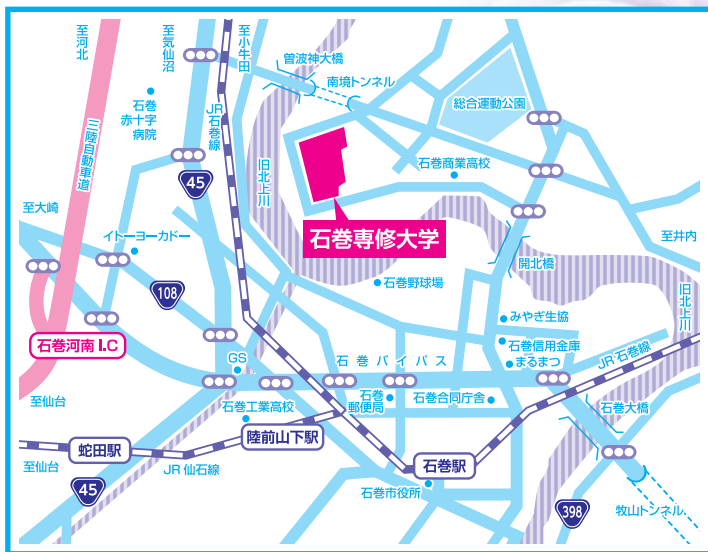 至河北
至気仙沼
至小牛田
曽波神大橋
南境トンネル
総合運動公園
石巻
赤十字
病院
JR石巻線
三陸自動車道
旧北上川
石巻商業高校
45
至大崎
石巻専修大学
至井内
イトーヨーカドー
開北橋
石巻野球場
旧北上川
108
みやぎ生協
石巻河南 I.C
石巻信用金庫
GS
石巻バイパス
まるまつ
JR石巻線
至仙台
石巻
郵便局
石巻合同庁舎
石巻工業高校
石巻大橋
蛇田駅
陸前山下駅
至仙台
JR仙石線
石巻駅
45
石巻市役所
398
牧山トンネル